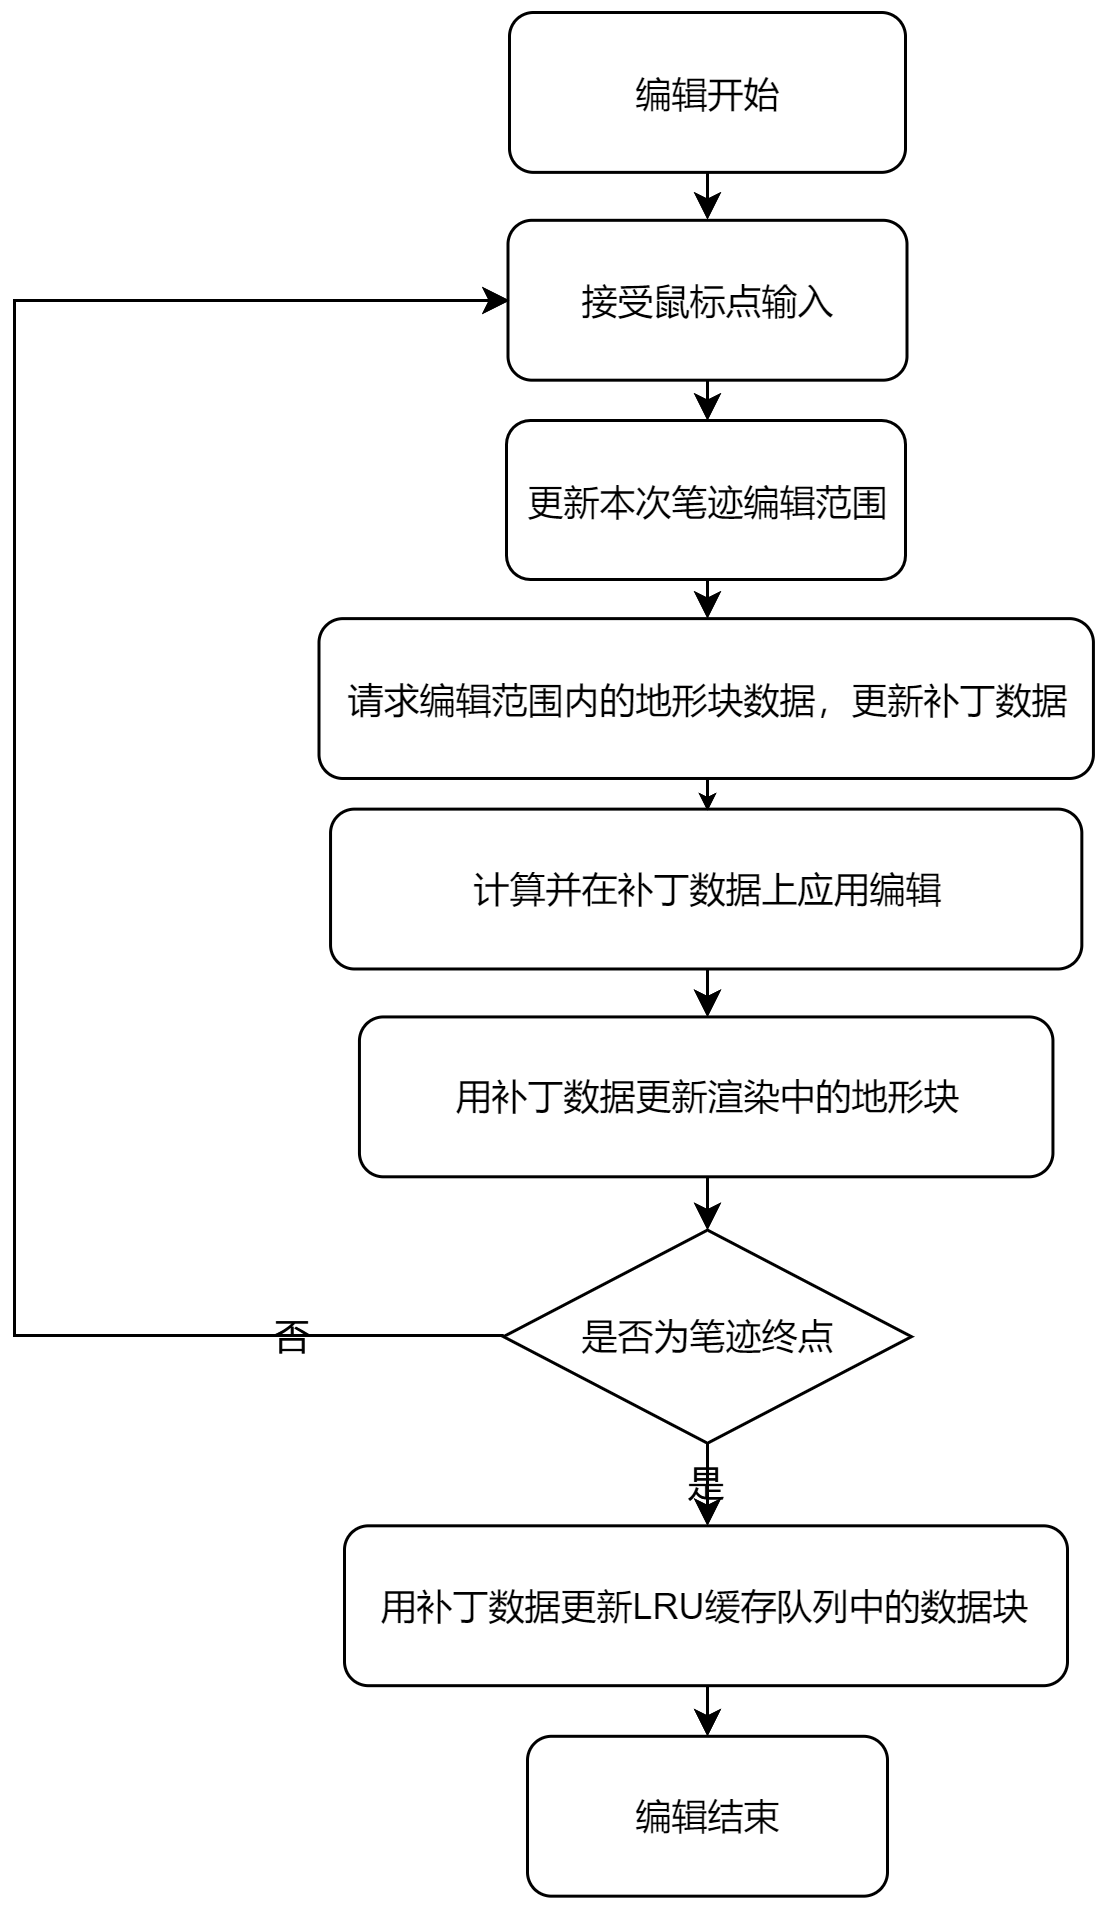 编辑开始
接受鼠标点输入
更新本次笔迹编辑范围
请求编辑范围内的地形块数据，更新补丁数据
计算并在补丁数据上应用编辑
用补丁数据更新渲染中的地形块
是否为笔迹终点
否
是
用补丁数据更新LRU缓存队列中的数据块
编辑结束